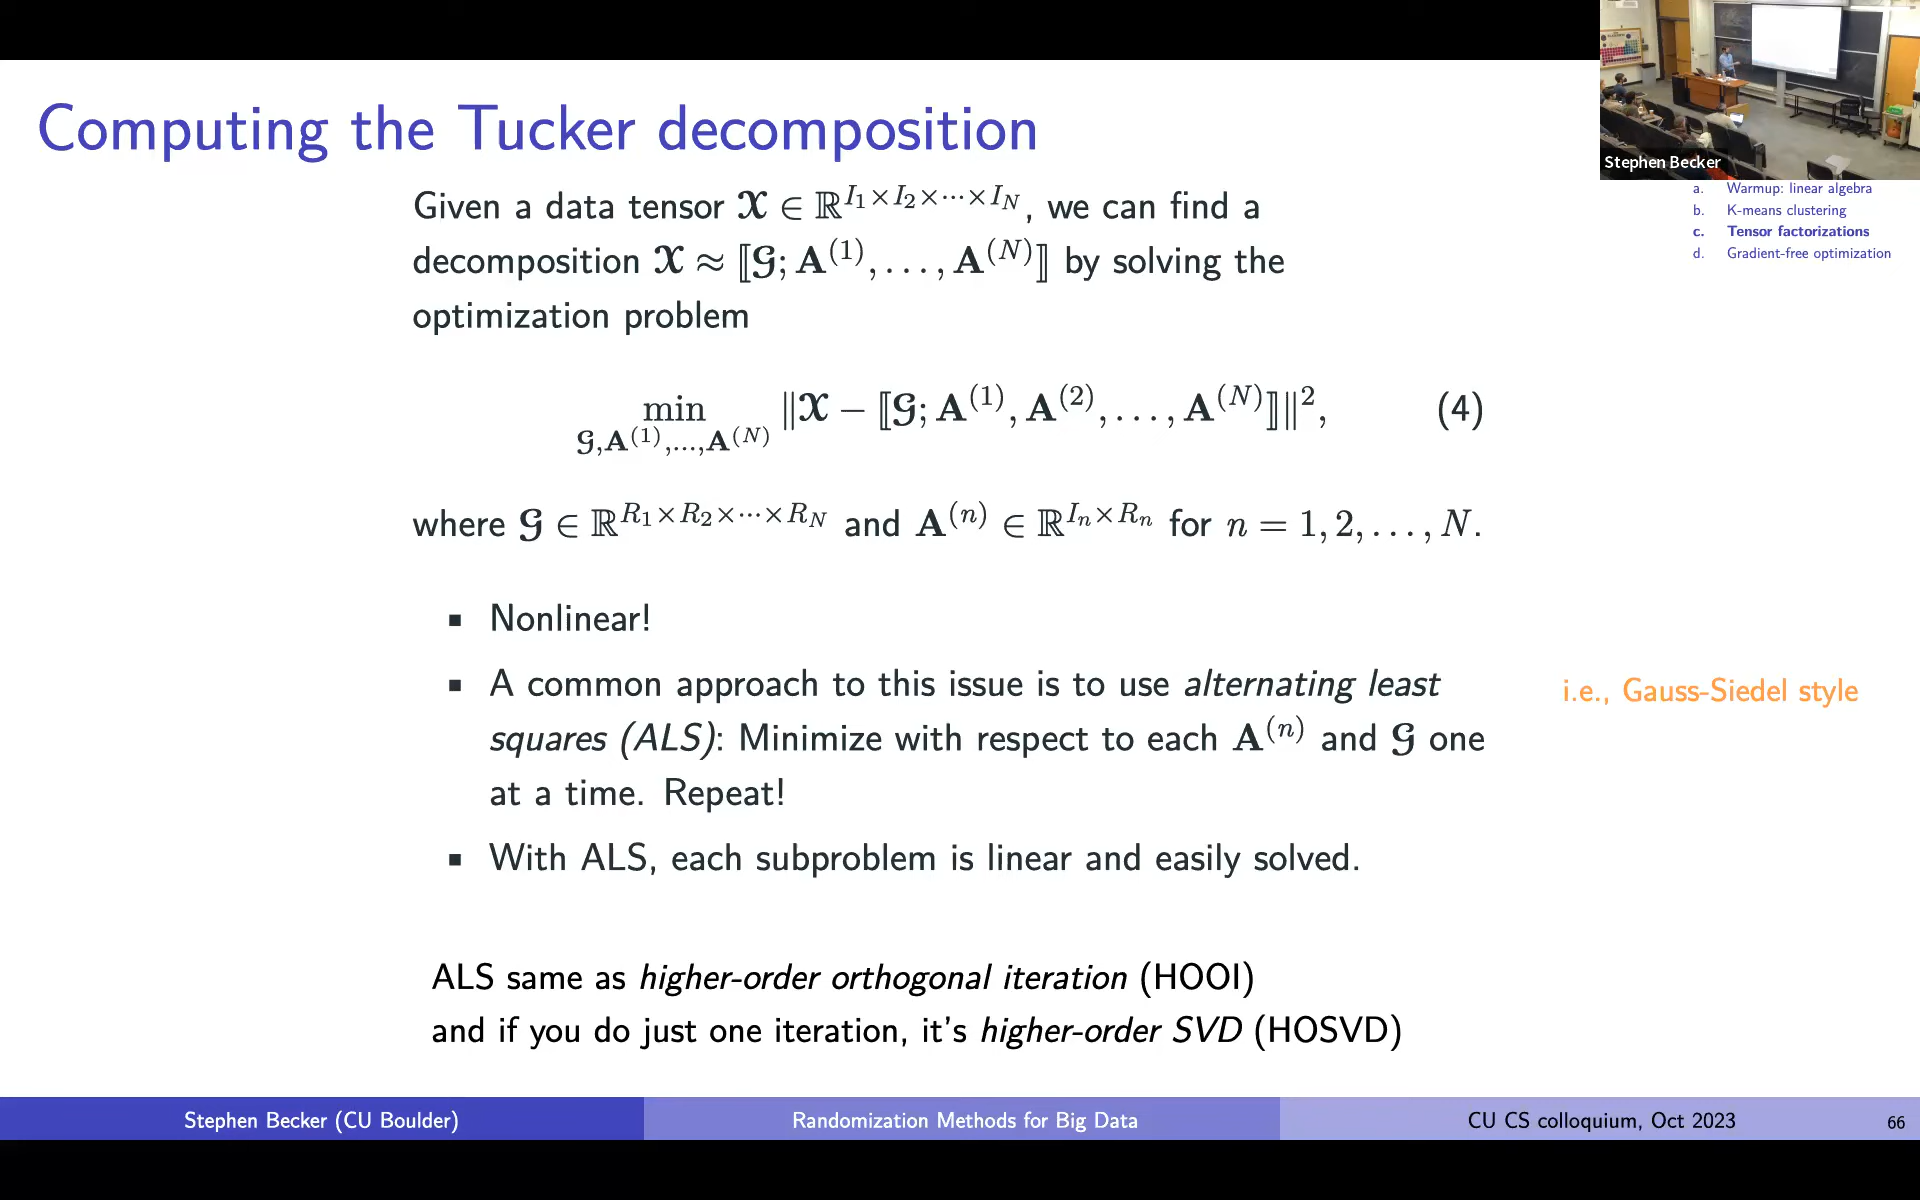 Computing the Tucker decomposition
Stephen Becker
a. Warmup: linear algebra
b. K-means clustering
c. Tensor factorizations
d. Gradient-free optimization
Given a data tensor 𝓧 ∈ ℝ^{I₁×I₂×⋯×I_N}, we can find a
decomposition 𝓧 ≈ ⟦𝓖; A^{(1)}, . . . , A^{(N)}⟧ by solving the
optimization problem
min_{𝓖,A^{(1)},...,A^{(N)}} ‖𝓧 − ⟦𝓖; A^{(1)}, A^{(2)}, . . . , A^{(N)}⟧‖², (4)
where 𝓖 ∈ ℝ^{R₁×R₂×⋯×R_N} and A^{(n)} ∈ ℝ^{I_n×R_n} for n = 1, 2, . . . , N.
▪ Nonlinear!
▪ A common approach to this issue is to use alternating least
squares (ALS): Minimize with respect to each A^{(n)} and 𝓖 one
at a time. Repeat!
i.e., Gauss-Siedel style
▪ With ALS, each subproblem is linear and easily solved.
ALS same as higher-order orthogonal iteration (HOOI)
and if you do just one iteration, it's higher-order SVD (HOSVD)
Stephen Becker (CU Boulder)
Randomization Methods for Big Data
CU CS colloquium, Oct 2023
66